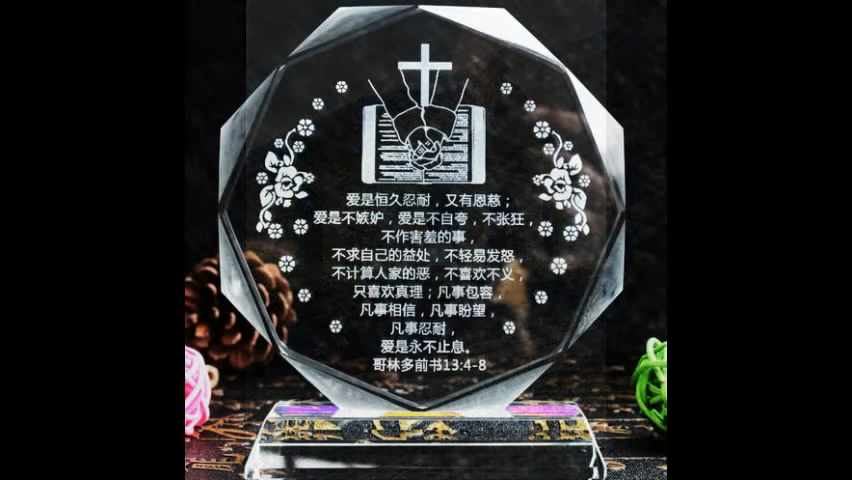 爱是恒久忍耐，又有恩慈；
爱是不嫉妒，爱是不自夸，不张狂，
不作害羞的事，
不求自己的益处，不轻易发怒，
不计算人家的恶，不喜欢不义，
只喜欢真理；凡事包容，
凡事相信，凡事盼望，
凡事忍耐，
爱是永不止息。
哥林多前书13:4-8